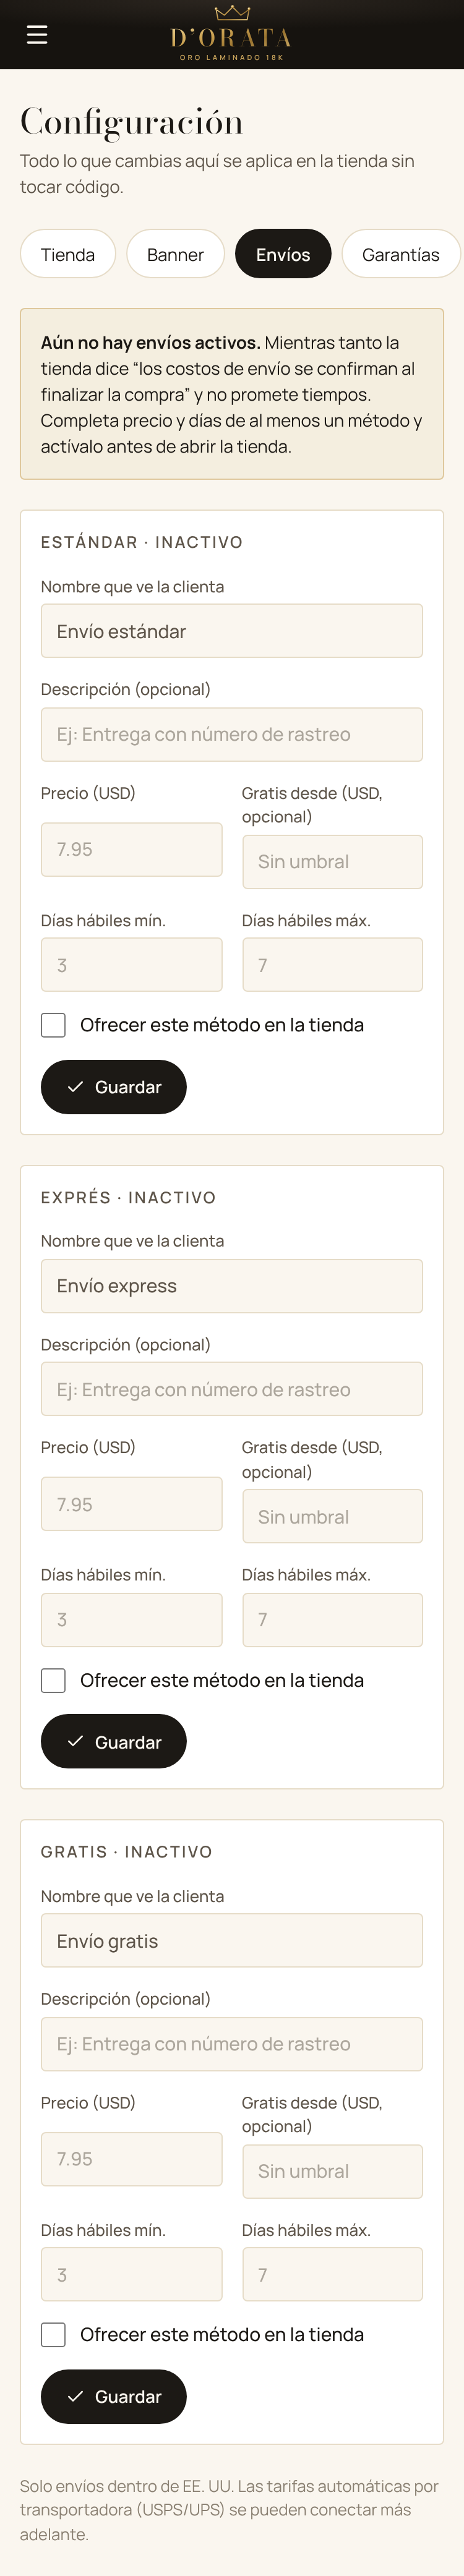 D'ORATA
ORO LAMINADO 18K
Configuración
Todo lo que cambias aquí se aplica en la tienda sin
tocar código.
Tienda
Banner
Envíos
Garantías
Aún no hay envíos activos. Mientras tanto la
tienda dice “los costos de envío se confirman al
finalizar la compra” y no promete tiempos.
Completa precio y días de al menos un método y
actívalo antes de abrir la tienda.
ESTÁNDAR · INACTIVO
Nombre que ve la clienta
Envío estándar
Descripción (opcional)
Ej: Entrega con número de rastreo
Precio (USD)
Gratis desde (USD,
opcional)
7.95
Sin umbral
Días hábiles mín.
Días hábiles máx.
3
7
Ofrecer este método en la tienda
Guardar
EXPRÉS · INACTIVO
Nombre que ve la clienta
Envío express
Descripción (opcional)
Ej: Entrega con número de rastreo
Precio (USD)
Gratis desde (USD,
opcional)
7.95
Sin umbral
Días hábiles mín.
Días hábiles máx.
3
7
Ofrecer este método en la tienda
Guardar
GRATIS · INACTIVO
Nombre que ve la clienta
Envío gratis
Descripción (opcional)
Ej: Entrega con número de rastreo
Precio (USD)
Gratis desde (USD,
opcional)
7.95
Sin umbral
Días hábiles mín.
Días hábiles máx.
3
7
Ofrecer este método en la tienda
Guardar
Solo envíos dentro de EE. UU. Las tarifas automáticas por
transportadora (USPS/UPS) se pueden conectar más
adelante.